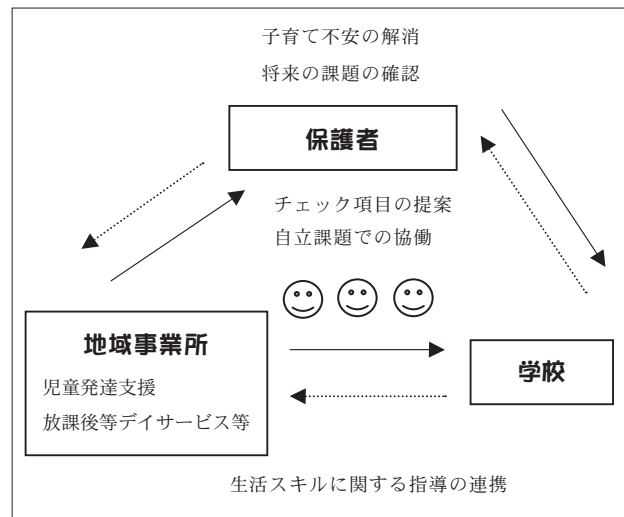 子育て不安の解消
将来の課題の確認
保護者
チェック項目の提案
自立課題での協働
地域事業所
児童発達支援
放課後等デイサービス等
学校
生活スキルに関する指導の連携